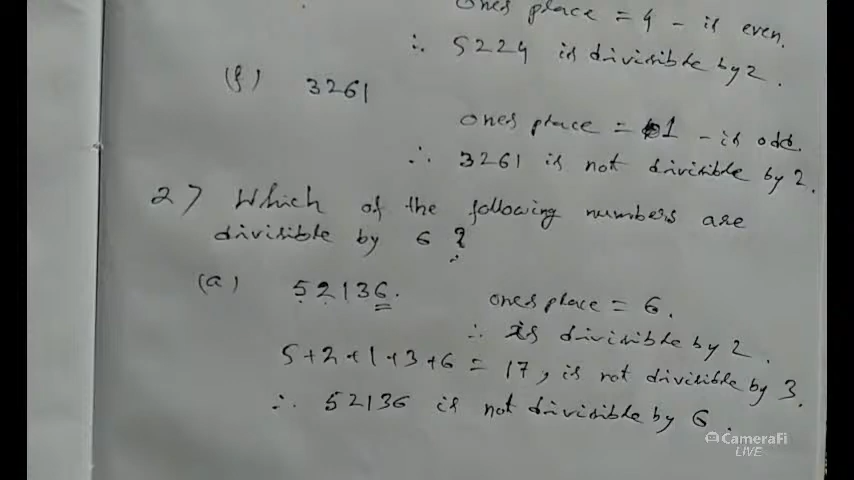 ones place = 4 - is even.
∴ 5224 is divisible by 2.
(f) 3261
ones place = 1 - is odd.
∴ 3261 is not divisible by 2.
2) Which of the following numbers are
divisible by 6?
(a) 52136. ones place = 6.
∴ is divisible by 2.
5+2+1+3+6 = 17, is not divisible by 3.
∴ 52136 is not divisible by 6.
CameraFi
LIVE